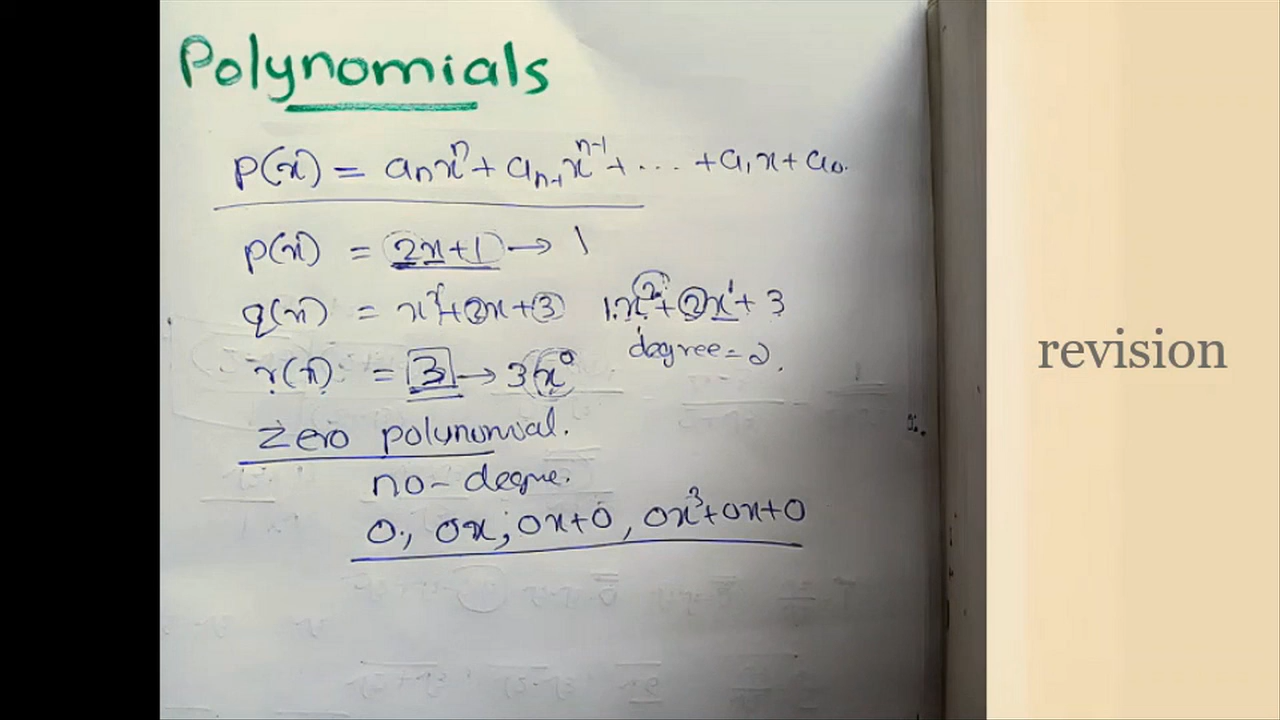 Polynomials
p(x) = aₙxⁿ + aₙ₋₁xⁿ⁻¹ + ... + a₁x + a₀.
p(x) = 2x+1 → 1
q(x) = x²+2x+3 1.x²+2x¹+3
degree = 2.
r(x) = 3 → 3x⁰
Zero polynomial.
no- degree.
0., 0x, 0x+0, 0x³+0x+0
revision